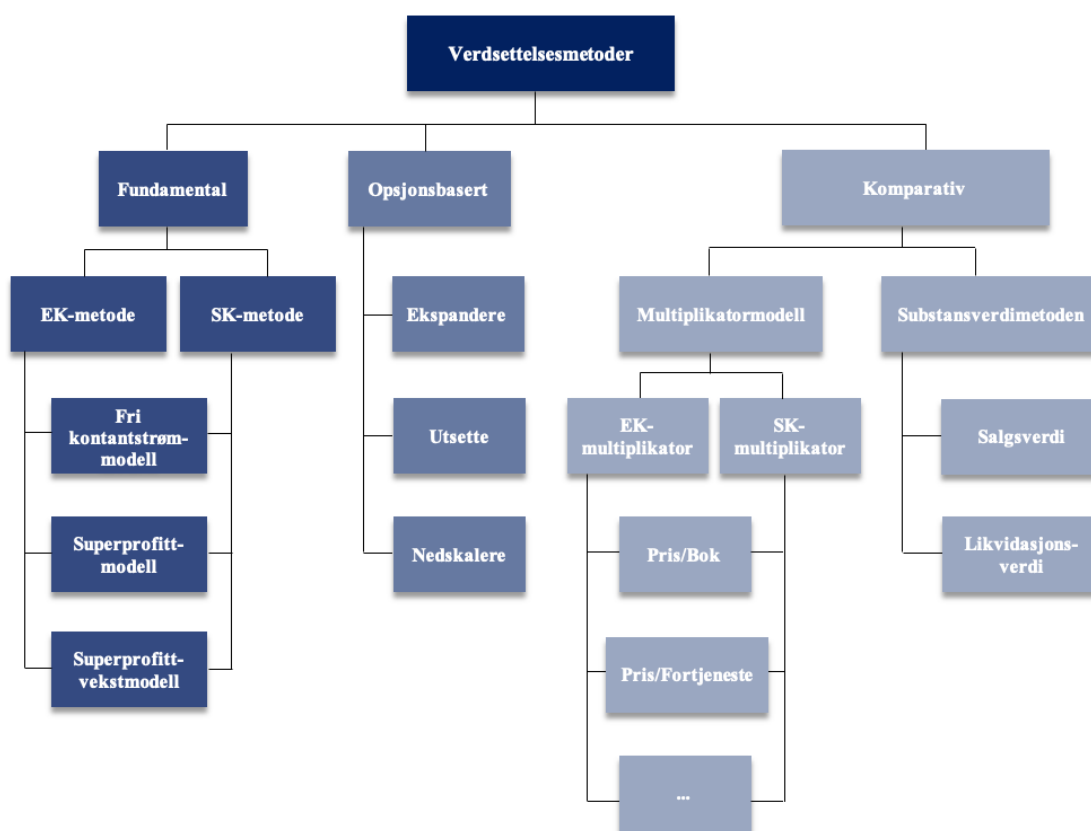 Verdsettelsesmetoder
Fundamental
Opsjonsbasert
Komparativ
EK-metode
SK-metode
Ekspandere
Multiplikatormodell
Substansverdimetoden
Fri
kontantstrøm-
modell
Utsette
EK-
multiplikator
SK-
multiplikator
Salgsverdi
Superprofitt-
modell
Nedskalere
Pris/Bok
Likvidasjons-
verdi
Superprofitt-
vekstmodell
Pris/Fortjeneste
...